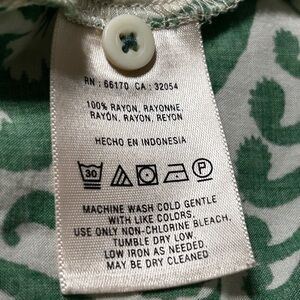 RN : 66170 CA : 32054
100% RAYON, RAYONNE,
RAYÓN, RAYON, REYON
HECHO EN INDONESIA
30 P
MACHINE WASH COLD GENTLE
WITH LIKE COLORS,
USE ONLY NON-CHLORINE BLEACH,
TUMBLE DRY LOW,
LOW IRON AS NEEDED.
MAY BE DRY CLEANED